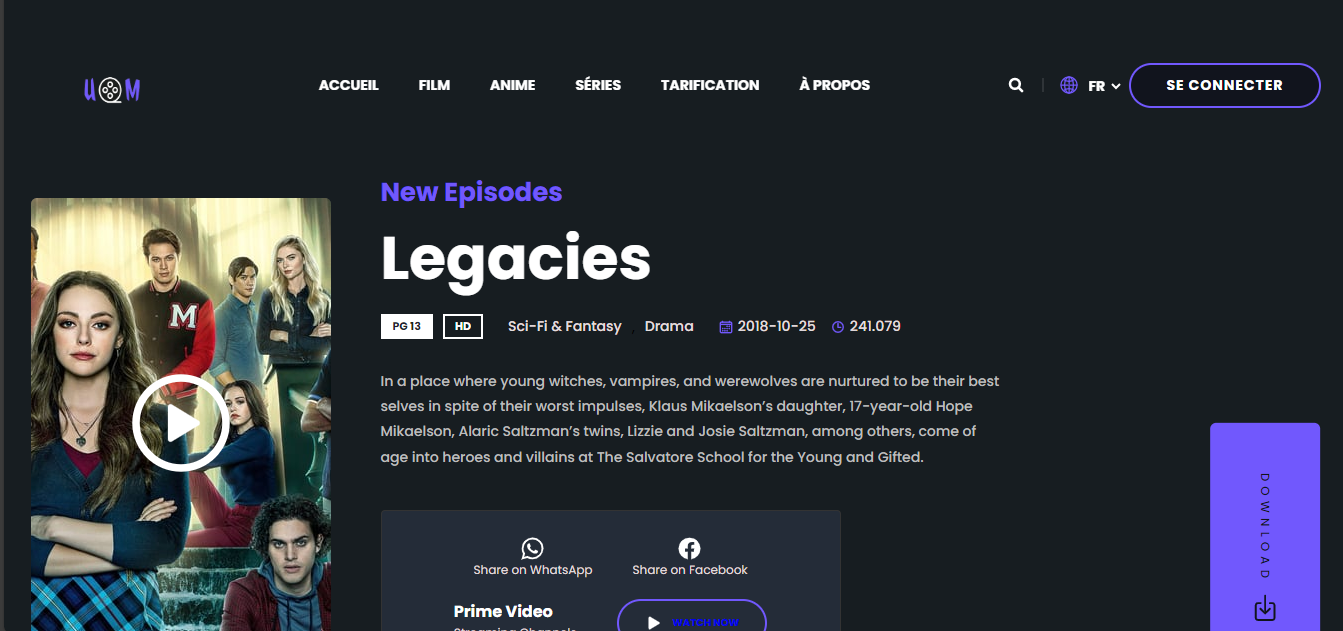 U M
ACCUEIL FILM ANIME SÉRIES TARIFICATION À PROPOS FR SE CONNECTER
New Episodes
Legacies
PG 13 HD Sci-Fi & Fantasy , Drama 2018-10-25 241.079
In a place where young witches, vampires, and werewolves are nurtured to be their best
selves in spite of their worst impulses, Klaus Mikaelson’s daughter, 17-year-old Hope
Mikaelson, Alaric Saltzman’s twins, Lizzie and Josie Saltzman, among others, come of
age into heroes and villains at The Salvatore School for the Young and Gifted.
M
DOWNLOAD
Share on WhatsApp Share on Facebook
Prime Video WATCH NOW
Streaming Channels